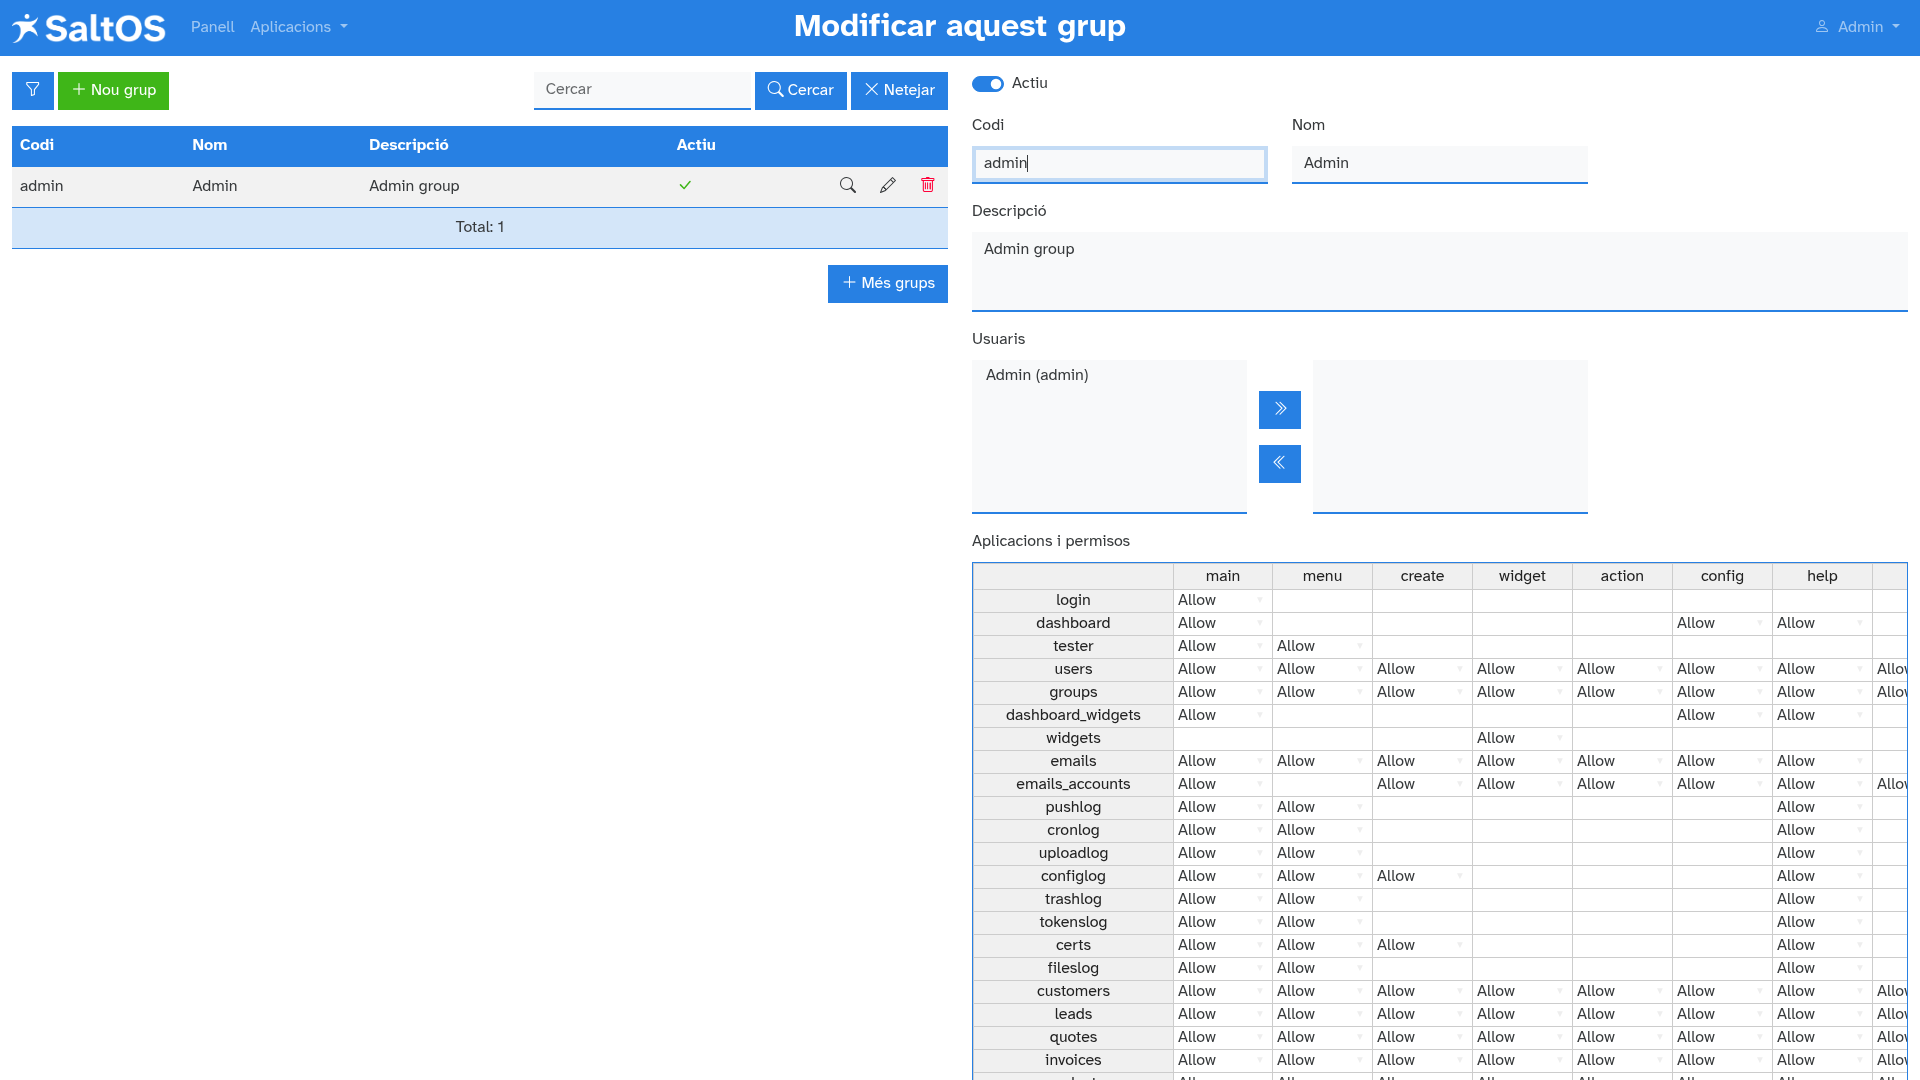 SaltOS Panell Aplicacions Modificar aquest grup Admin
Nou grup Cercar Cercar Netejar
Codi Nom Descripció Actiu
admin Admin Admin group
Total: 1
Més grups
Actiu
Codi Nom
admin Admin
Descripció
Admin group
Usuaris
Admin (admin)
Aplicacions i permisos
main menu create widget action config help
login Allow
dashboard Allow Allow Allow
tester Allow Allow
users Allow Allow Allow Allow Allow Allow Allow
groups Allow Allow Allow Allow Allow Allow Allow
dashboard_widgets Allow Allow Allow
widgets Allow
emails Allow Allow Allow Allow Allow Allow Allow
emails_accounts Allow Allow Allow Allow Allow Allow
pushlog Allow Allow Allow
cronlog Allow Allow Allow
uploadlog Allow Allow Allow
configlog Allow Allow Allow Allow
trashlog Allow Allow Allow
tokenslog Allow Allow Allow
certs Allow Allow Allow Allow
fileslog Allow Allow Allow
customers Allow Allow Allow Allow Allow Allow Allow
leads Allow Allow Allow Allow Allow Allow Allow
quotes Allow Allow Allow Allow Allow Allow Allow
invoices Allow Allow Allow Allow Allow Allow Allow